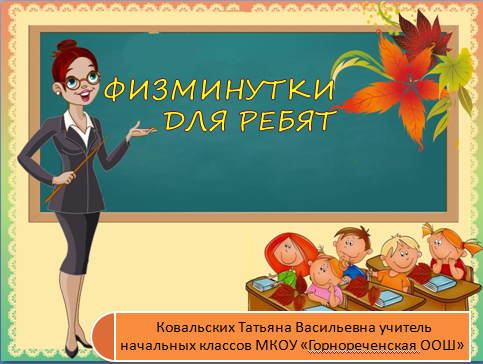 ФИЗМИНУТКИ
ДЛЯ РЕБЯТ
Ковальских Татьяна Васильевна учитель
начальных классов МКОУ «Горнореченская ООШ»